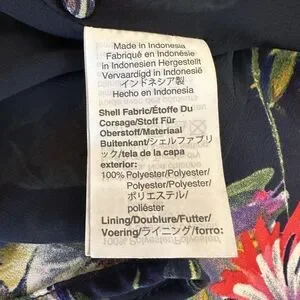 Made in Indonesia
Fabriqué en Indonésie
in Indonesien Hergestellt
Vervaardigd in Indonesië
インドネシア製
Hecho en Indonesia
Shell Fabric/Étoffe Du
Corsage/Stoff Für
Oberstoff/Materiaal
Buitenkant/シェルファブリ
ック/tela de la capa
exterior:
100% Polyester/Polyester/
Polyester/Polyester/
ポリエステル/
poliéster
Lining/Doublure/Futter/
Voering/ライニング/forro: